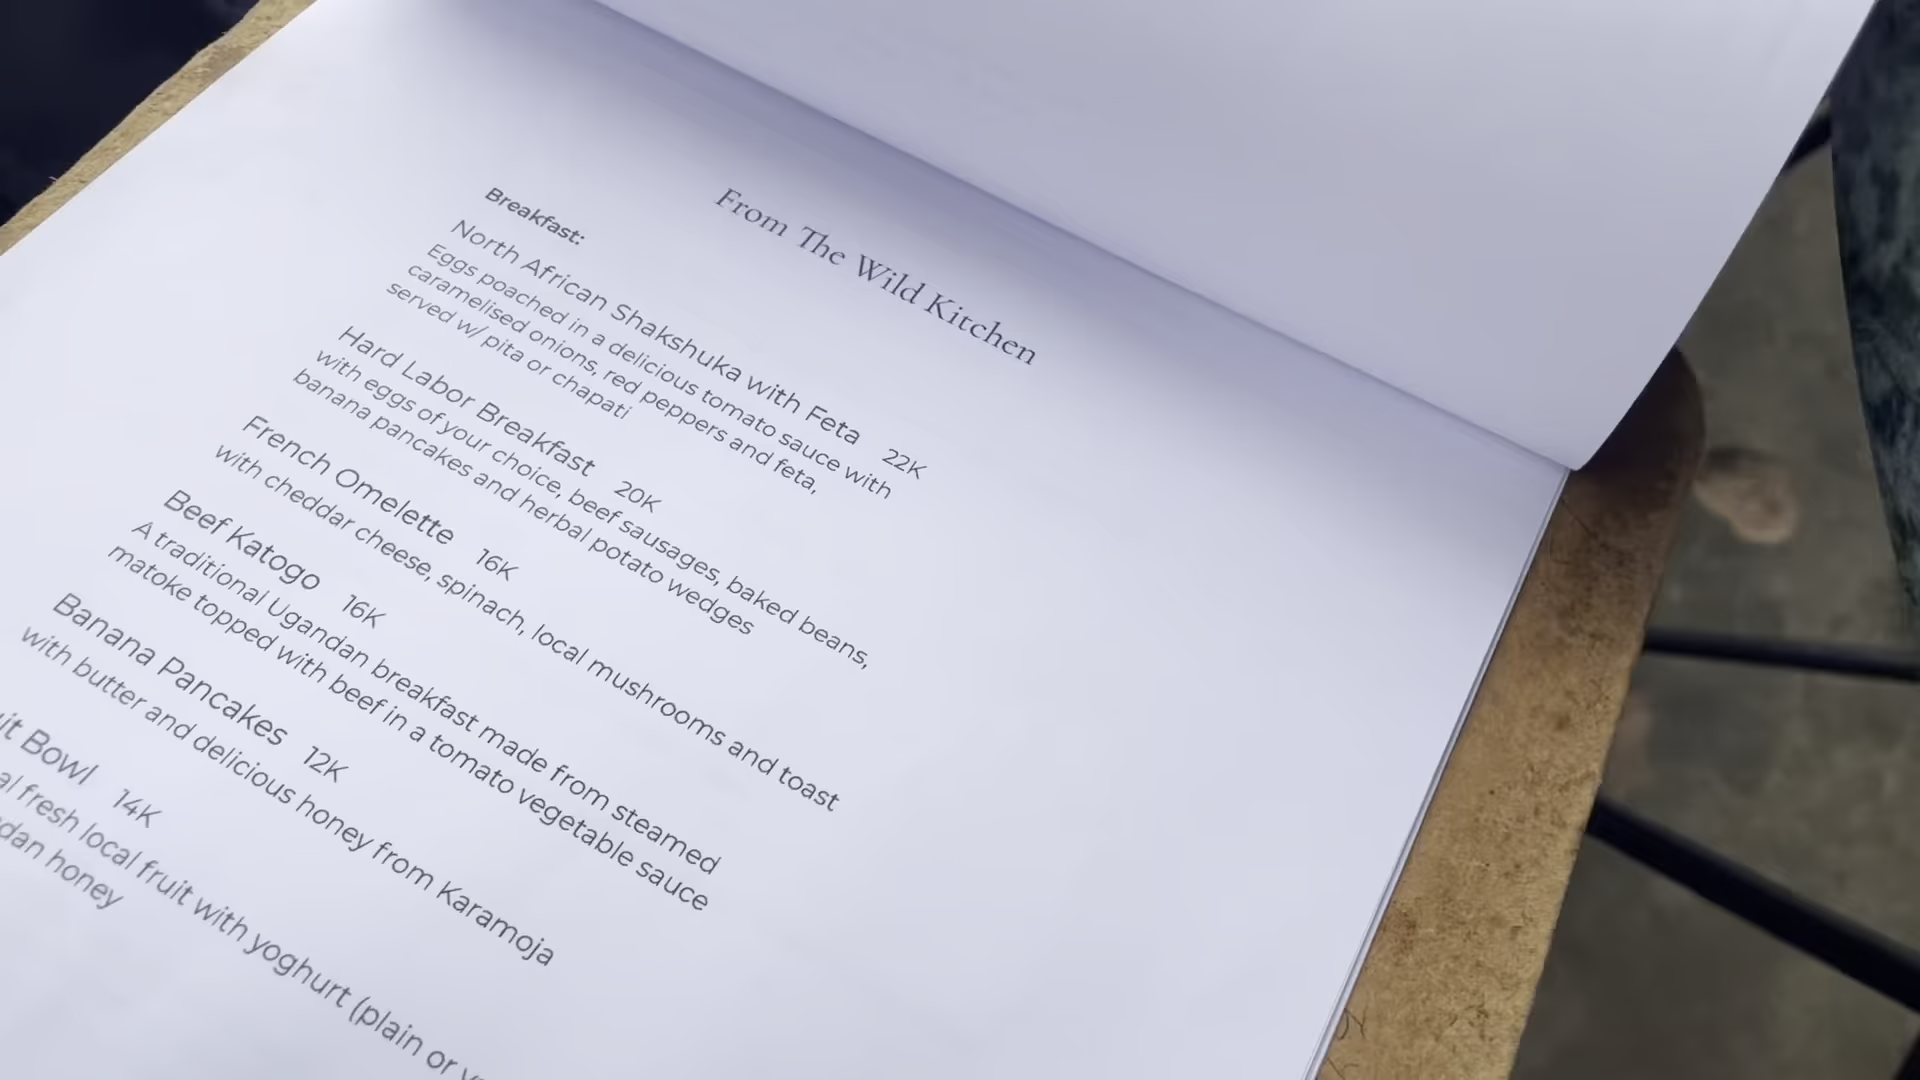 From The Wild Kitchen
Breakfast:
North African Shakshuka with Feta 22K
Eggs poached in a delicious tomato sauce with
caramelised onions, red peppers and feta,
served w/ pita or chapati
Hard Labor Breakfast 20K
with eggs of your choice, beef sausages, baked beans,
banana pancakes and herbal potato wedges
French Omelette 16K
with cheddar cheese, spinach, local mushrooms and toast
Beef Katogo 16K
A traditional Ugandan breakfast made from steamed
matoke topped with beef in a tomato vegetable sauce
Banana Pancakes 12K
with butter and delicious honey from Karamoja
Bowl 14K
fresh local fruit with yoghurt (plain or
honey